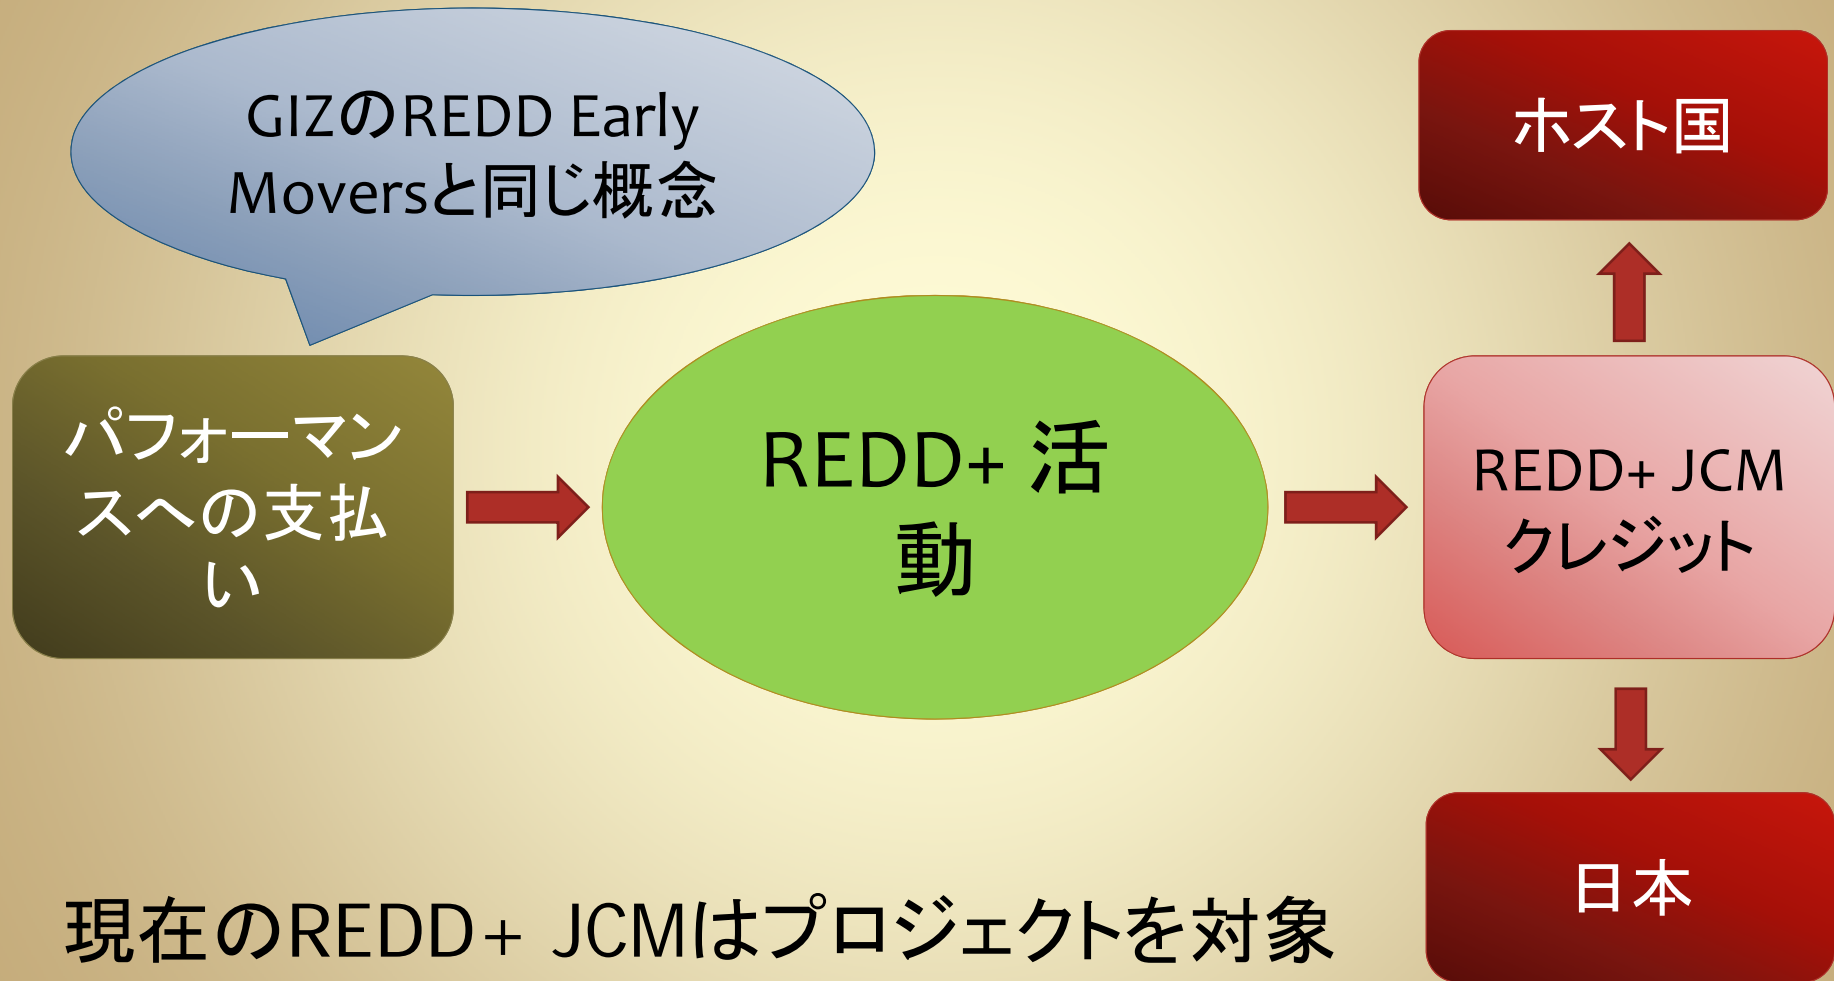 GIZのREDD Early
Moversと同じ概念
ホスト国
パフォーマン
スへの支払
い
REDD+ 活
動
REDD+ JCM
クレジット
日本
現在のREDD+ JCMはプロジェクトを対象